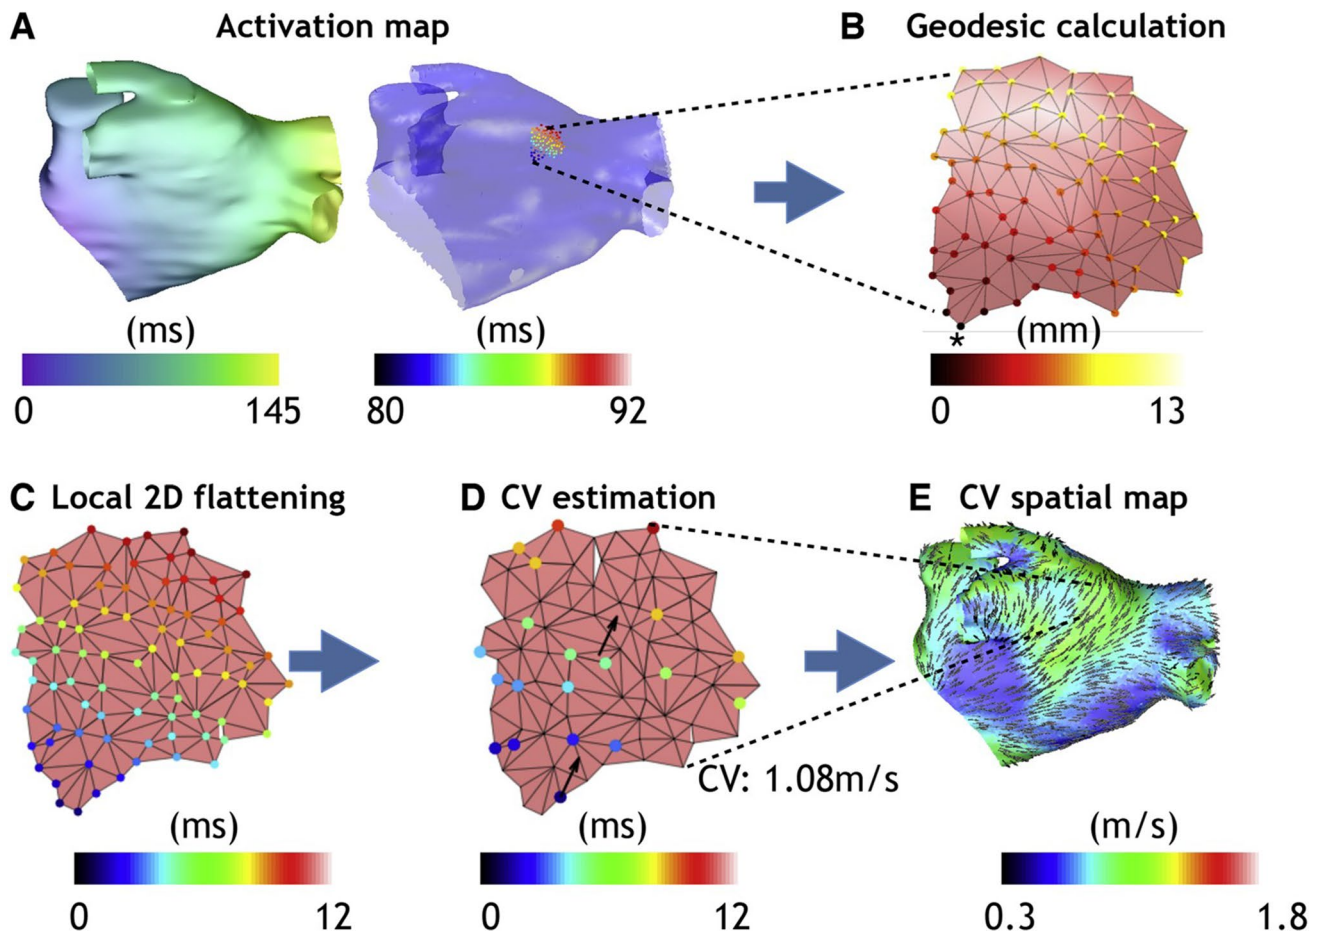 A Activation map
B Geodesic calculation
(ms)
0 145
(ms)
80 92
*
(mm)
0 13
C Local 2D flattening
D CV estimation
E CV spatial map
CV: 1.08m/s
(ms)
0 12
(ms)
0 12
(m/s)
0.3 1.8